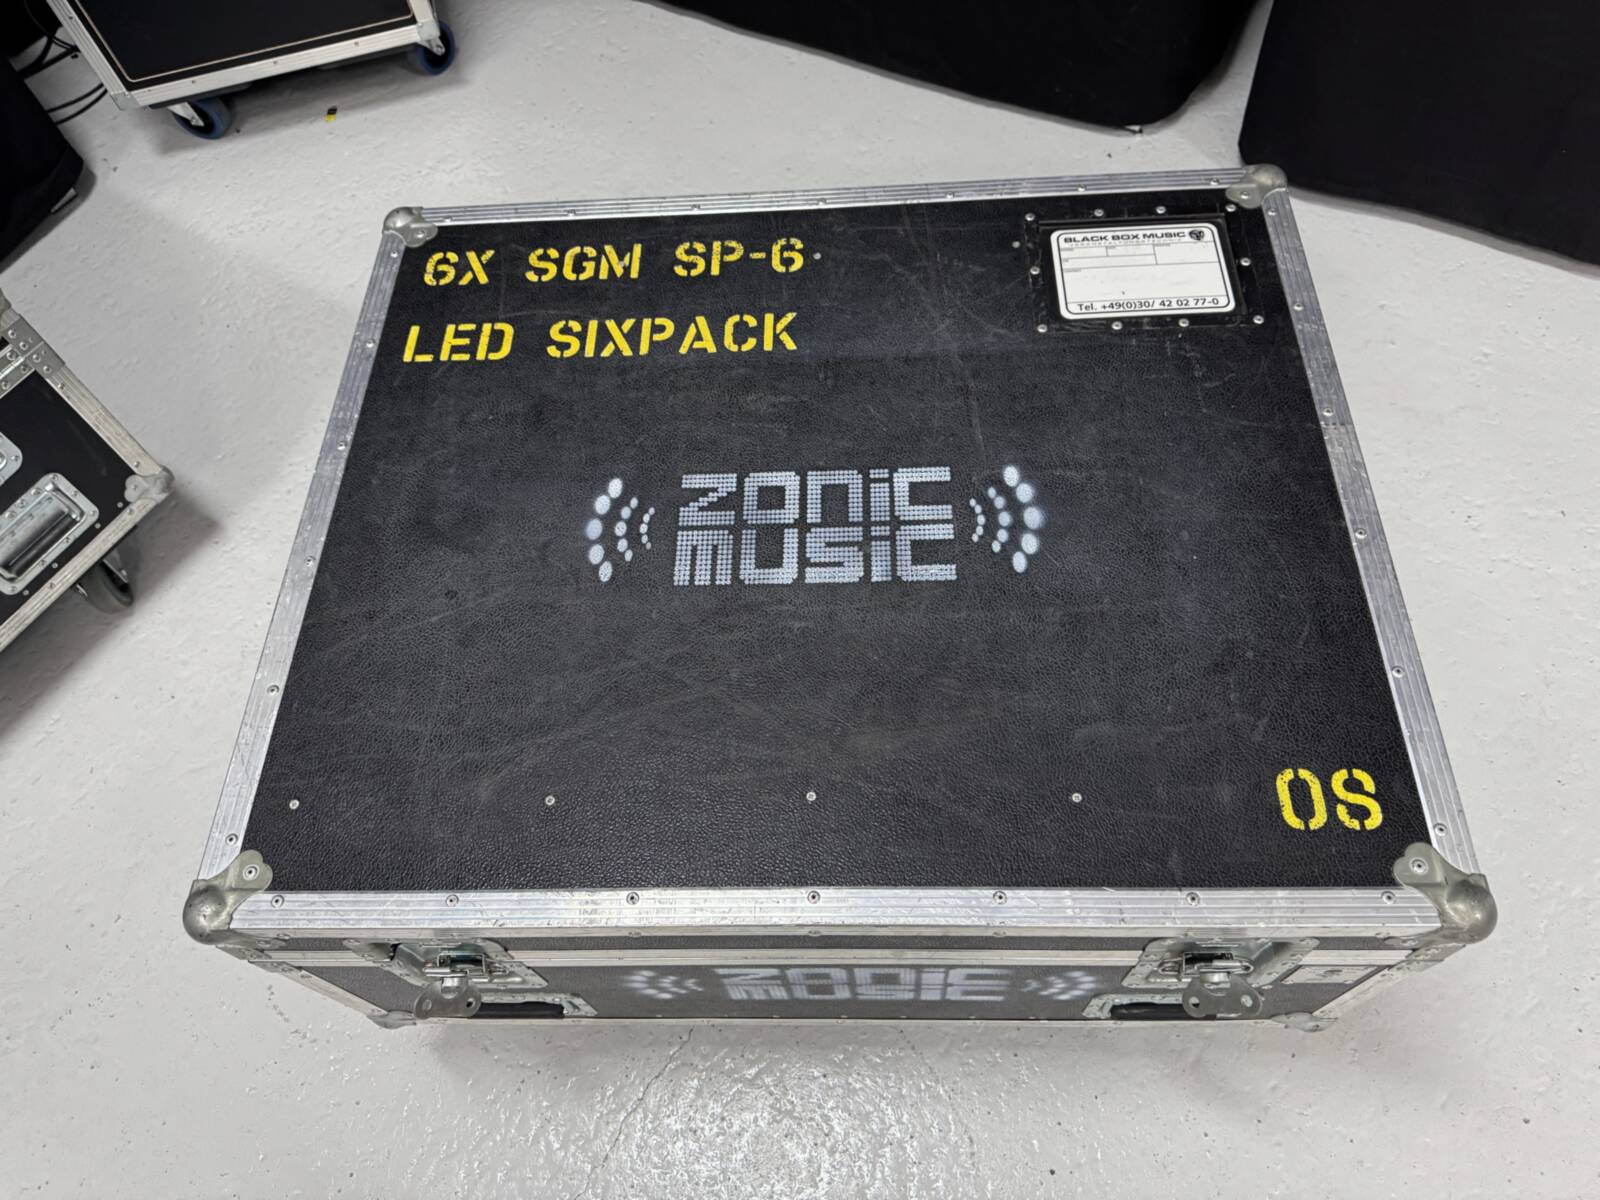 6X SGM SP-6
LED SIXPACK
BLACK BOX MUSIC
Tel. +49(0)30/ 42 02 77-0
ZONiC
MUSiC
08
ZONiC
MUSiC